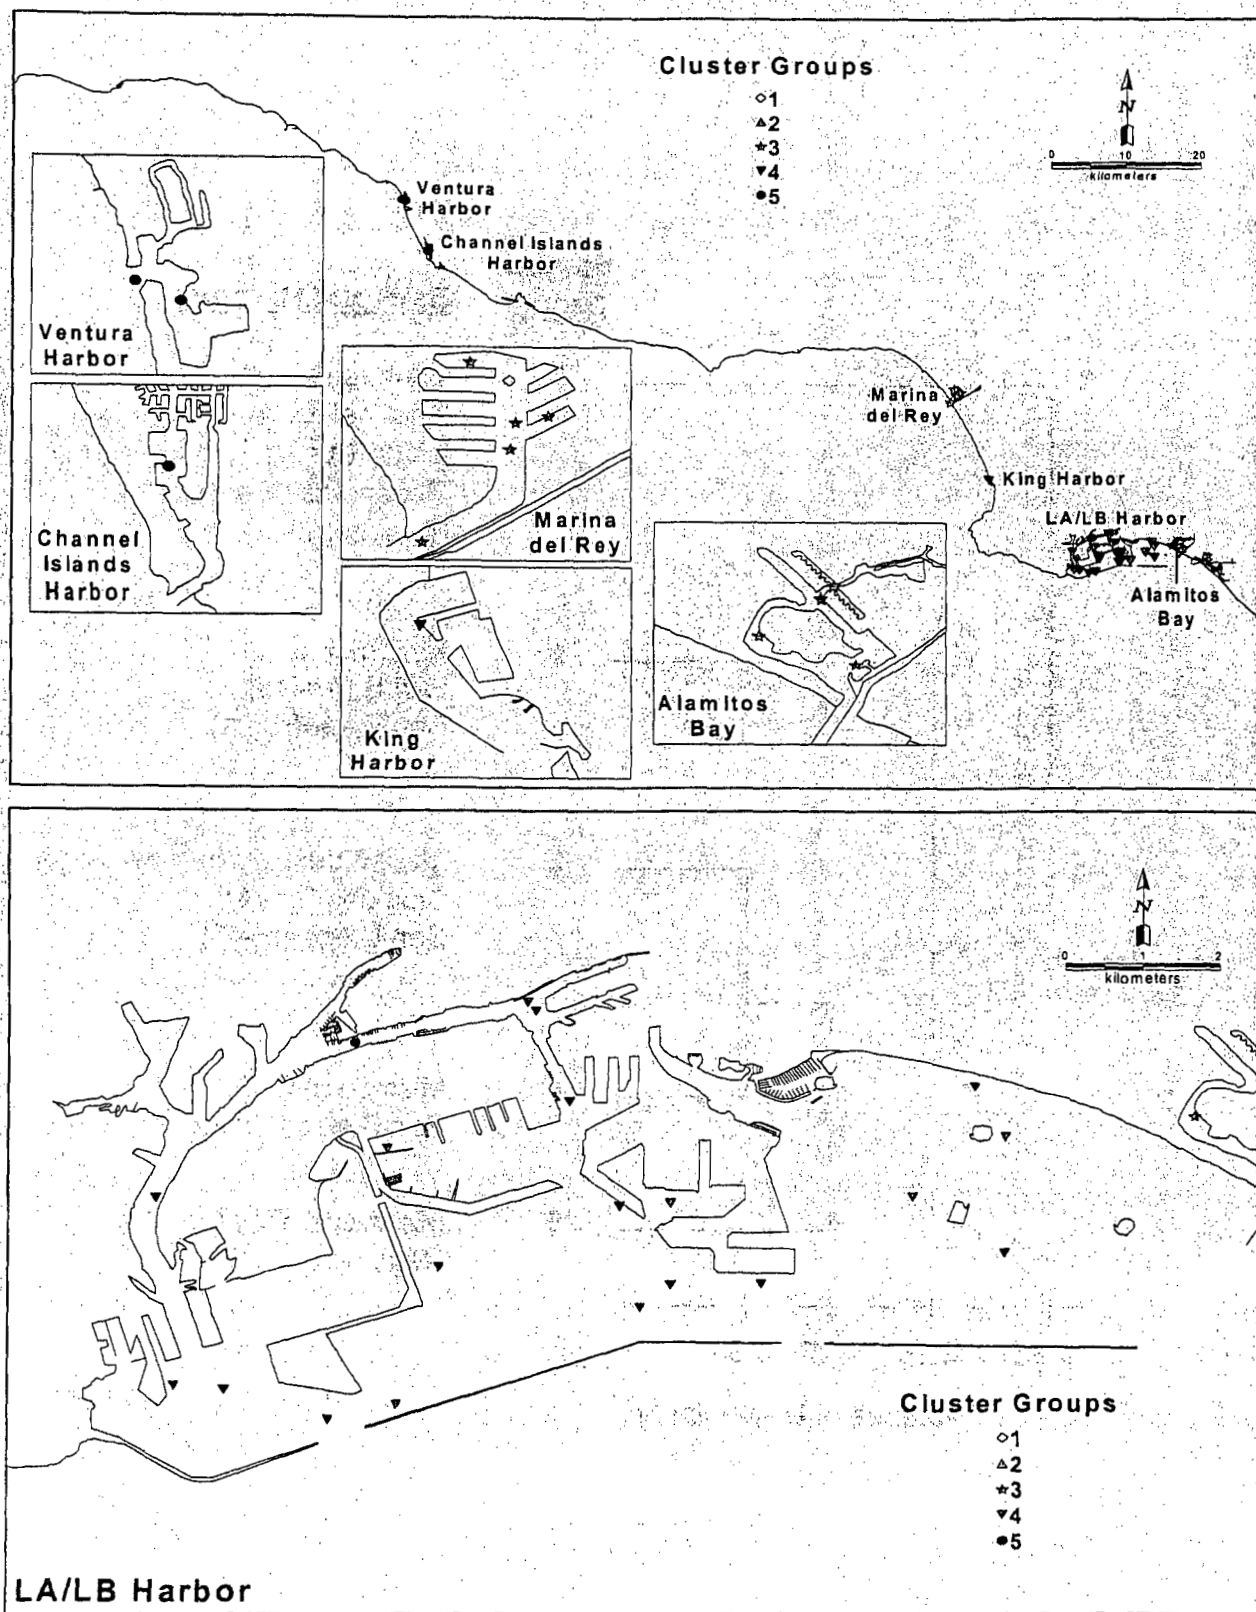 Cluster Groups
1
2
3
4
5
N
0 10 20
kilometers
Ventura
Harbor
Channel Islands
Harbor
Ventura
Harbor
Channel
Islands
Harbor
Marina
del Rey
King
Harbor
Alamitos
Bay
Marina
del Rey
King Harbor
LA/LB Harbor
Alamitos
Bay
N
0 1 2
kilometers
Cluster Groups
1
2
3
4
5
LA/LB Harbor